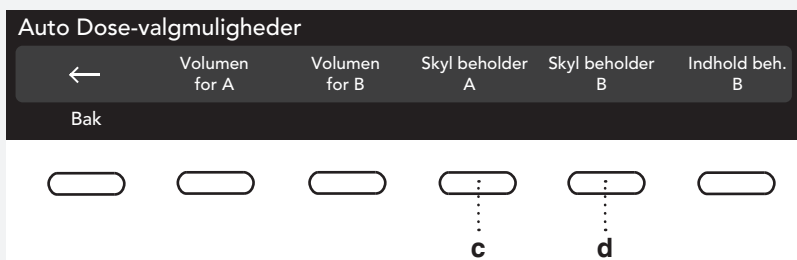 Auto Dose-valgmuligheder
← Volumen for A Volumen for B Skyl beholder A Skyl beholder B Indhold beh. B
Bak
c d